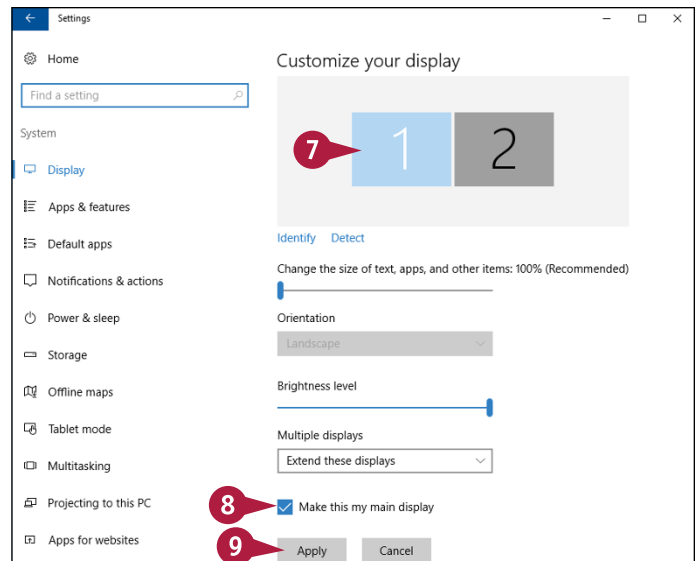 Settings
Home
Find a setting
System
Display
Apps & features
Default apps
Notifications & actions
Power & sleep
Storage
Offline maps
Tablet mode
Multitasking
Projecting to this PC
Apps for websites
Customize your display
7
1
2
Identify Detect
Change the size of text, apps, and other items: 100% (Recommended)
Orientation
Landscape
Brightness level
Multiple displays
Extend these displays
8
Make this my main display
9
Apply Cancel